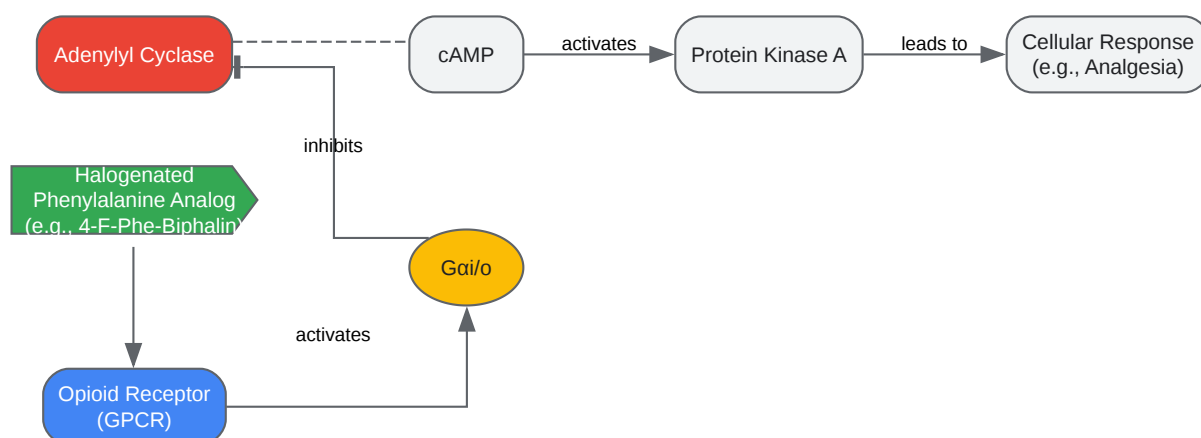 Adenylyl Cyclase
cAMP
activates
Protein Kinase A
leads to
Cellular Response
(e.g., Analgesia)
inhibits
Halogenated
Phenylalanine Analog
(e.g., 4-F-Phe-Biphalin)
Gαi/o
activates
Opioid Receptor
(GPCR)